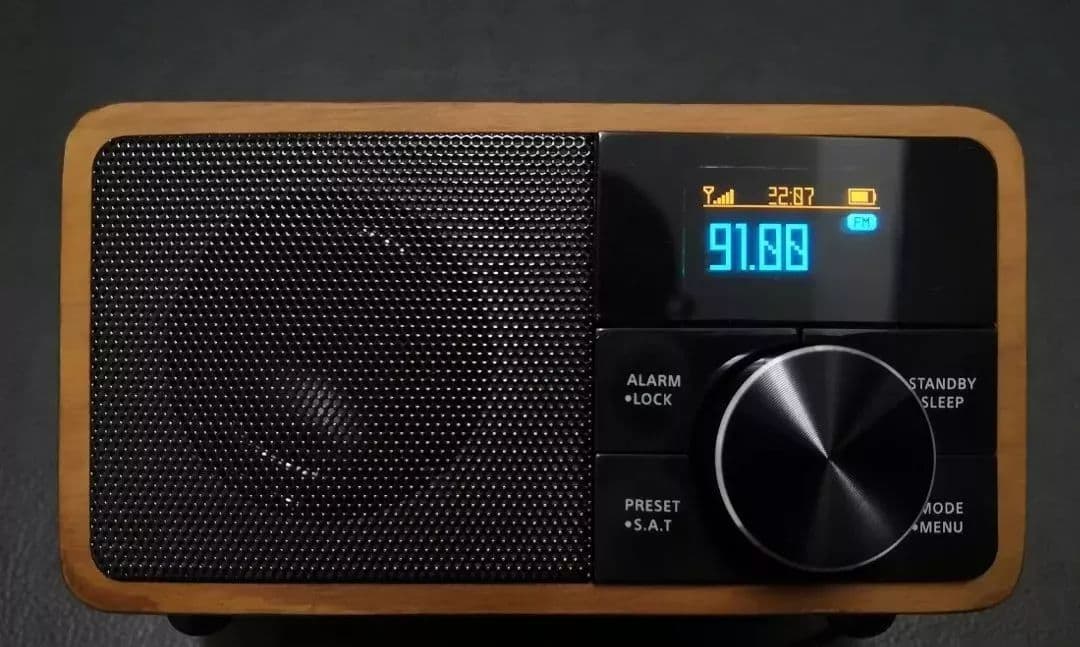 22:07
FM
91.00
ALARM
•LOCK
STANDBY
SLEEP
PRESET
•S.A.T
MODE
•MENU